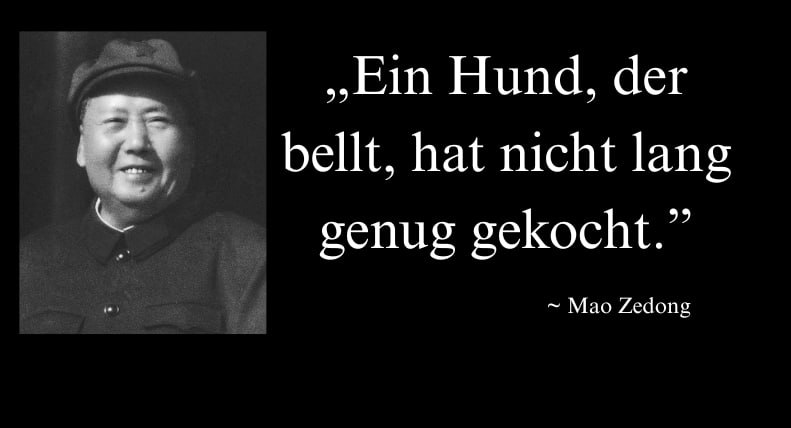 „Ein Hund, der
bellt, hat nicht lang
genug gekocht.”
~ Mao Zedong